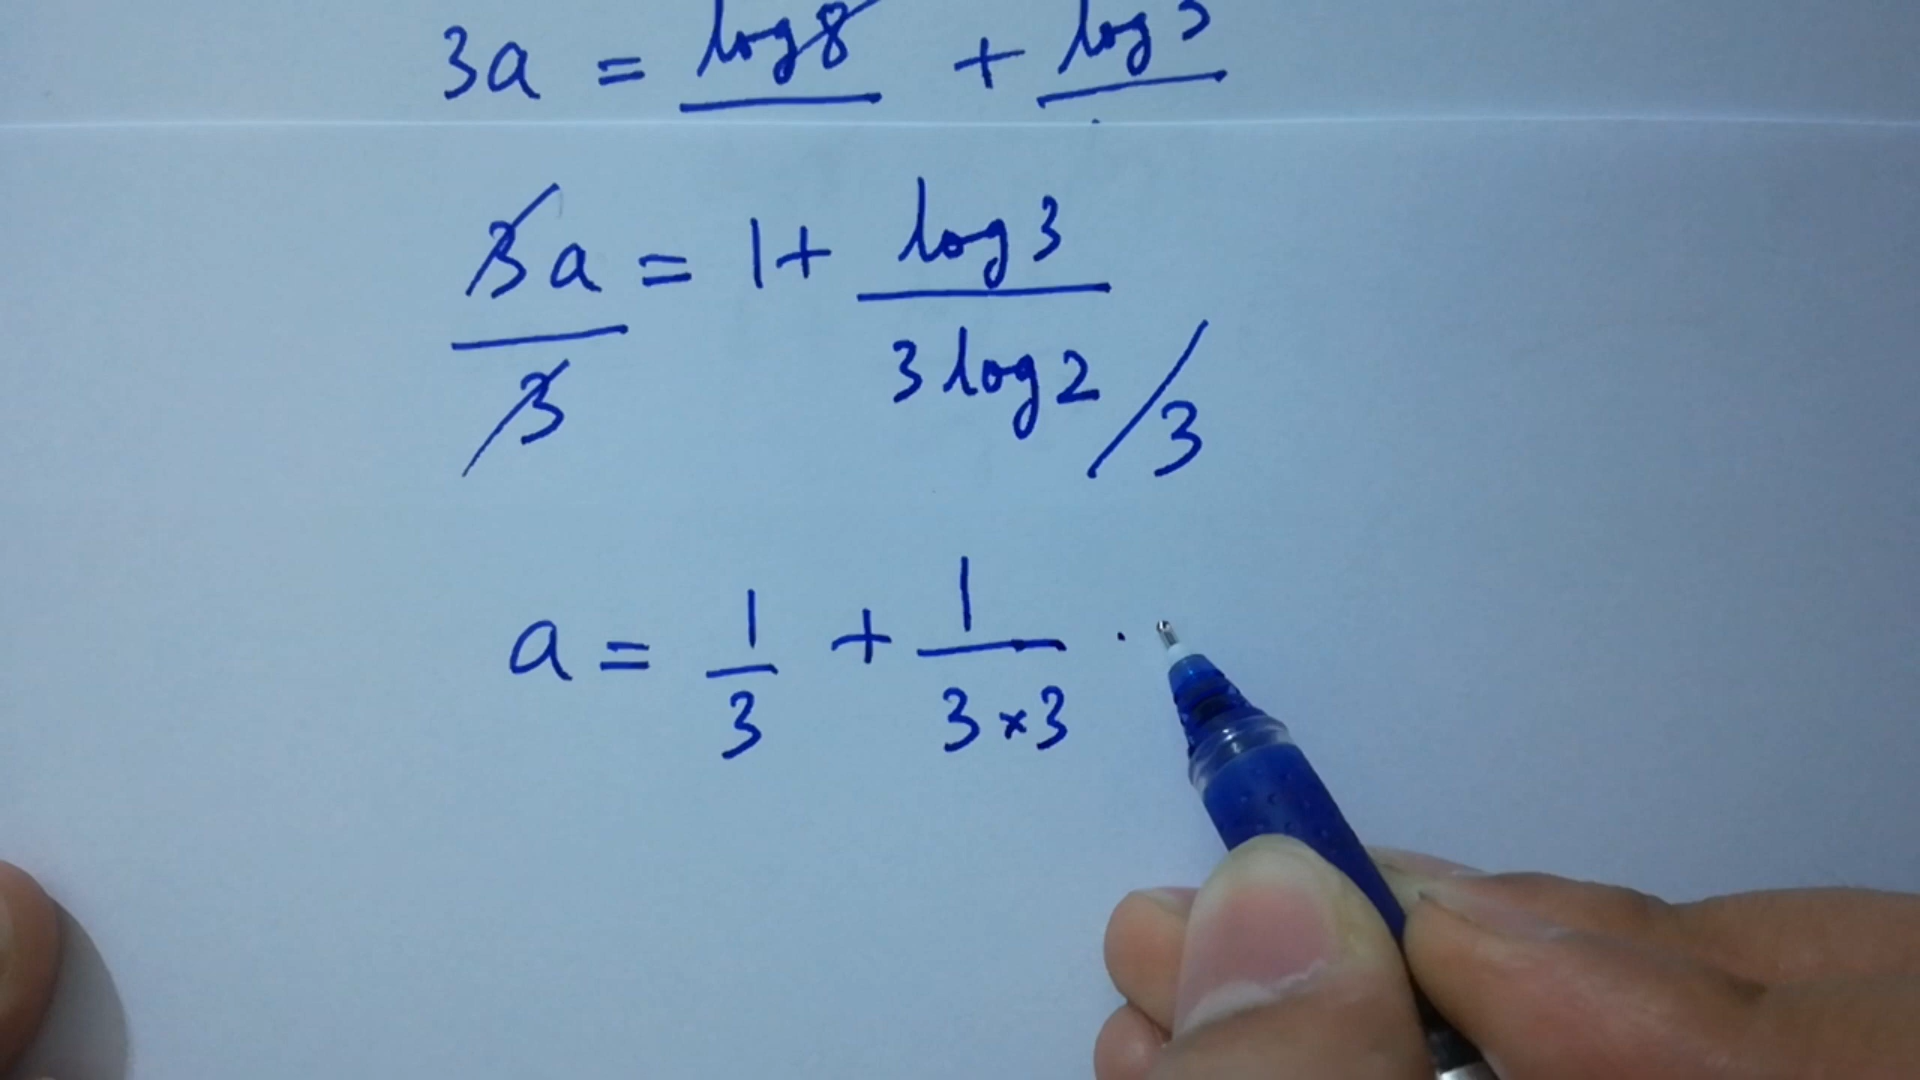 3a = log8 + log3
3a/3 = 1 + log3/3log2 /3
a = 1/3 + 1/3×3 ·